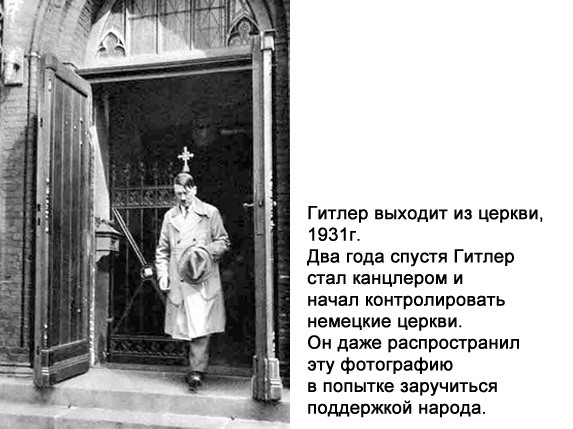 Гитлер выходит из церкви,
1931г.
Два года спустя Гитлер
стал канцлером и
начал контролировать
немецкие церкви.
Он даже распространил
эту фотографию
в попытке заручиться
поддержкой народа.